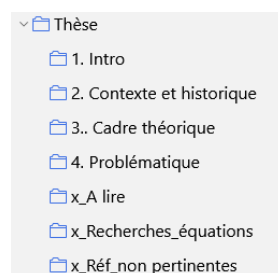 Thèse
1. Intro
2. Contexte et historique
3.. Cadre théorique
4. Problématique
x_A lire
x_Recherches_équations
x_Réf_non pertinentes